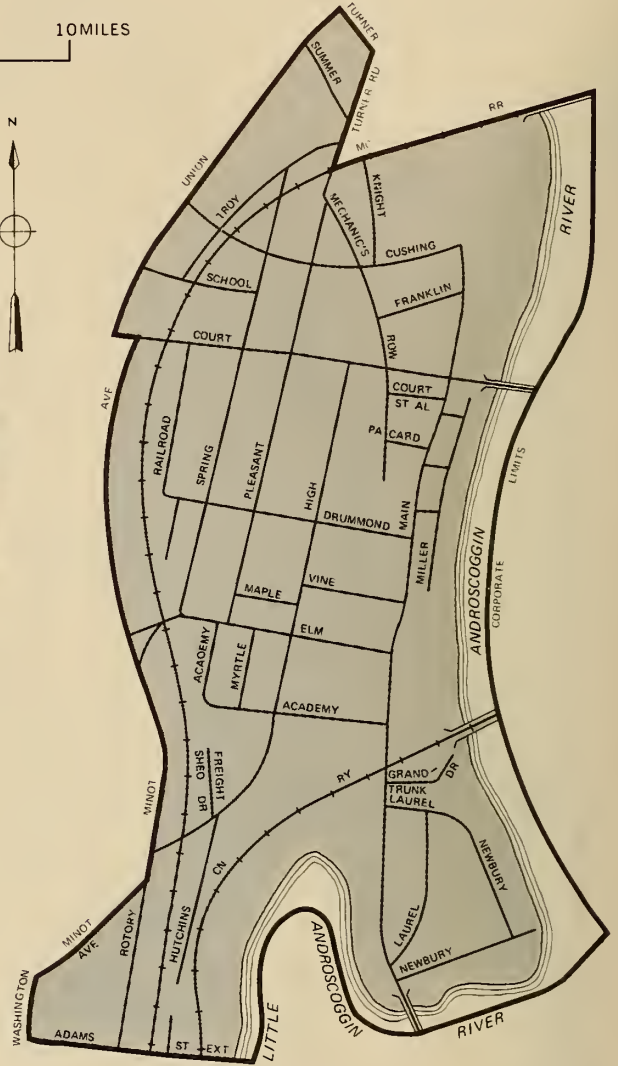 10 MILES
N
TURNER
SUMMER
TURNER RD
RR
UNION
TROY
KNIGHT
MECHANIC'S
CUSHING
RIVER
SCHOOL
FRANKLIN
COURT
ROW
AVE
COURT
ST AL
RAILROAD
PACARD
SPRING
PLEASANT
HIGH
LIMITS
DRUMMOND
MAIN
MILLER
ANDROSCOGGIN
CORPORATE
VINE
MAPLE
ELM
ACADEMY
MYRTLE
ACADEMY
FREIGHT
SHED DR
RY
GRAND
DR
TRUNK
LAUREL
MINOT
CN
NEWBURY
HUTCHINS
LAUREL
MINOT
AVE
ROTORY
ANDROSCOGGIN
NEWBURY
WASHINGTON
LITTLE
RIVER
ADAMS
ST EXT